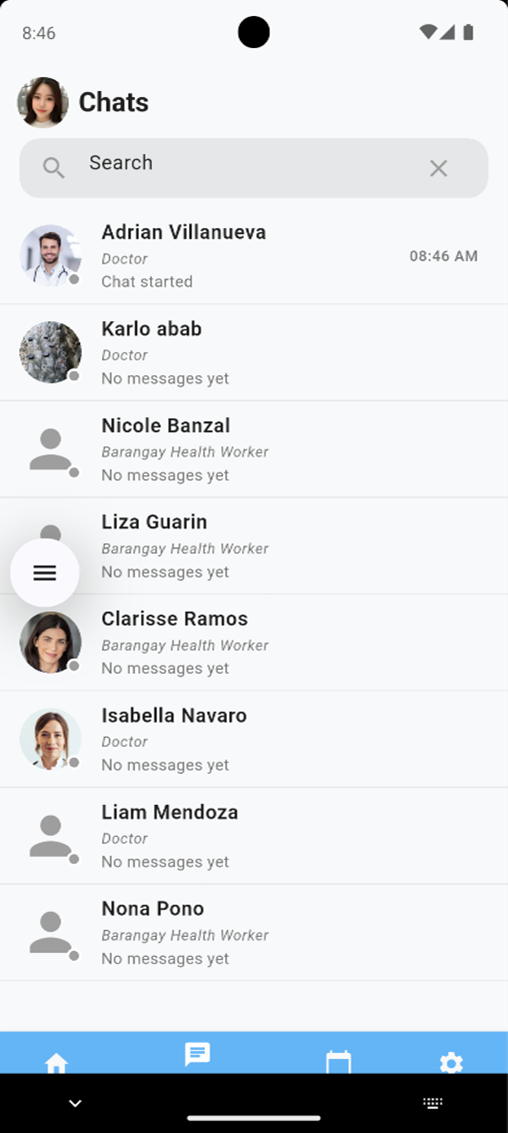 8:46
Chats
Search
Adrian Villanueva
Doctor
08:46 AM
Chat started
Karlo abab
Doctor
No messages yet
Nicole Banzal
Barangay Health Worker
No messages yet
Liza Guarin
Barangay Health Worker
No messages yet
Clarisse Ramos
Barangay Health Worker
No messages yet
Isabella Navaro
Doctor
No messages yet
Liam Mendoza
Doctor
No messages yet
Nona Pono
Barangay Health Worker
No messages yet